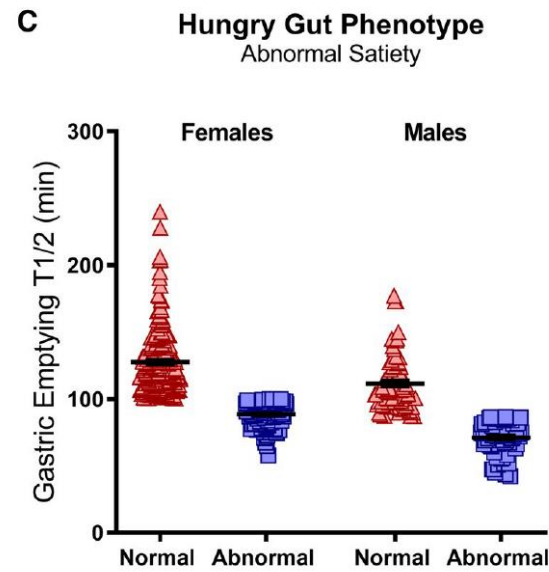 C
Hungry Gut Phenotype
Abnormal Satiety
Females Males
Gastric Emptying T1/2 (min)
300
200
100
0
Normal Abnormal Normal Abnormal